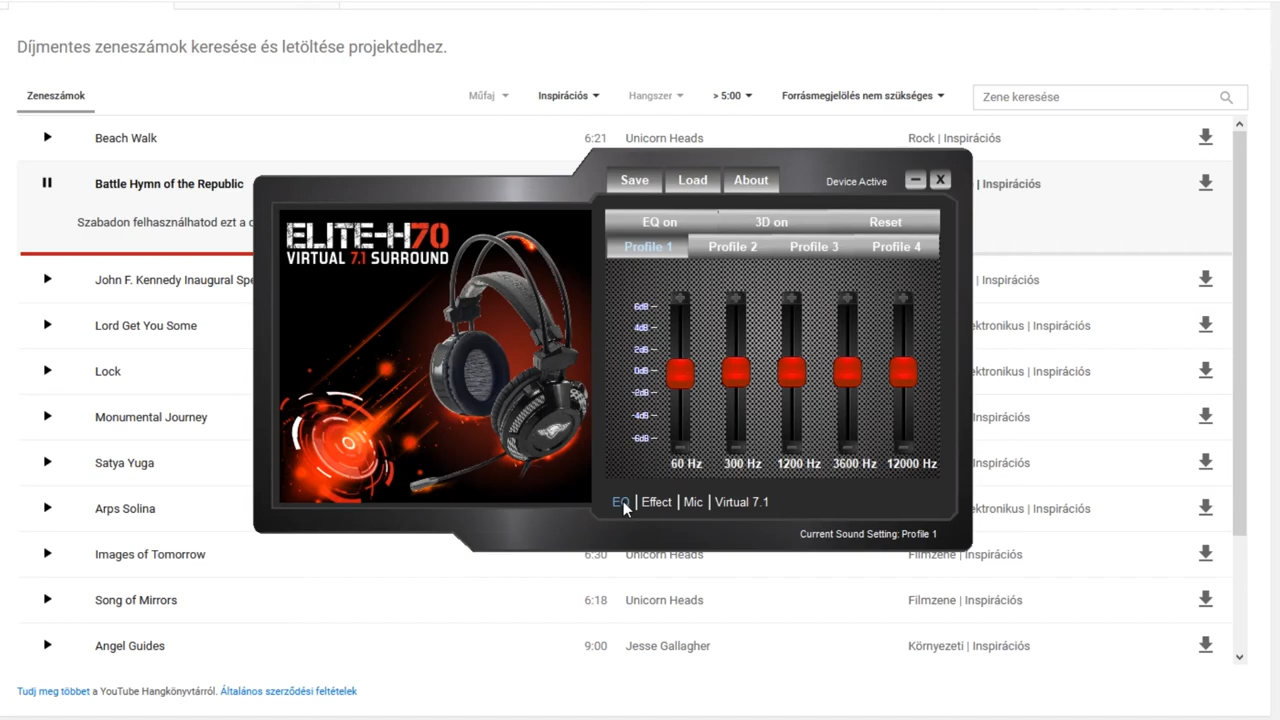 Díjmentes zeneszámok keresése és letöltése projektedhez.
Zeneszámok Műfaj Inspirációs Hangszer > 5:00 Forrásmegjelölés nem szükséges Zene keresése
Beach Walk 6:21 Unicorn Heads Rock | Inspirációs
Battle Hymn of the Republic | Inspirációs
Szabadon felhasználhatod ezt a
John F. Kennedy Inaugural | Inspirációs
Lord Get You Some | Inspirációs
Lock | Inspirációs
Monumental Journey Inspirációs
Satya Yuga Inspirációs
Arps Solina | Inspirációs
Images of Tomorrow 6:30 Unicorn Heads Filmzene | Inspirációs
Song of Mirrors 6:18 Unicorn Heads Filmzene | Inspirációs
Angel Guides 9:00 Jesse Gallagher Környezeti | Inspirációs
Tudj meg többet a YouTube Hangkönyvtárról. Általános szerződési feltételek
Save Load About Device Active
ELITE-H70
VIRTUAL 7.1 SURROUND
EQ on 3D on Reset
Profile 1 Profile 2 Profile 3 Profile 4
6dB
4dB
2dB
0dB
-2dB
-4dB
-6dB
60 Hz 300 Hz 1200 Hz 3600 Hz 12000 Hz
EQ | Effect | Mic | Virtual 7.1
Current Sound Setting: Profile 1